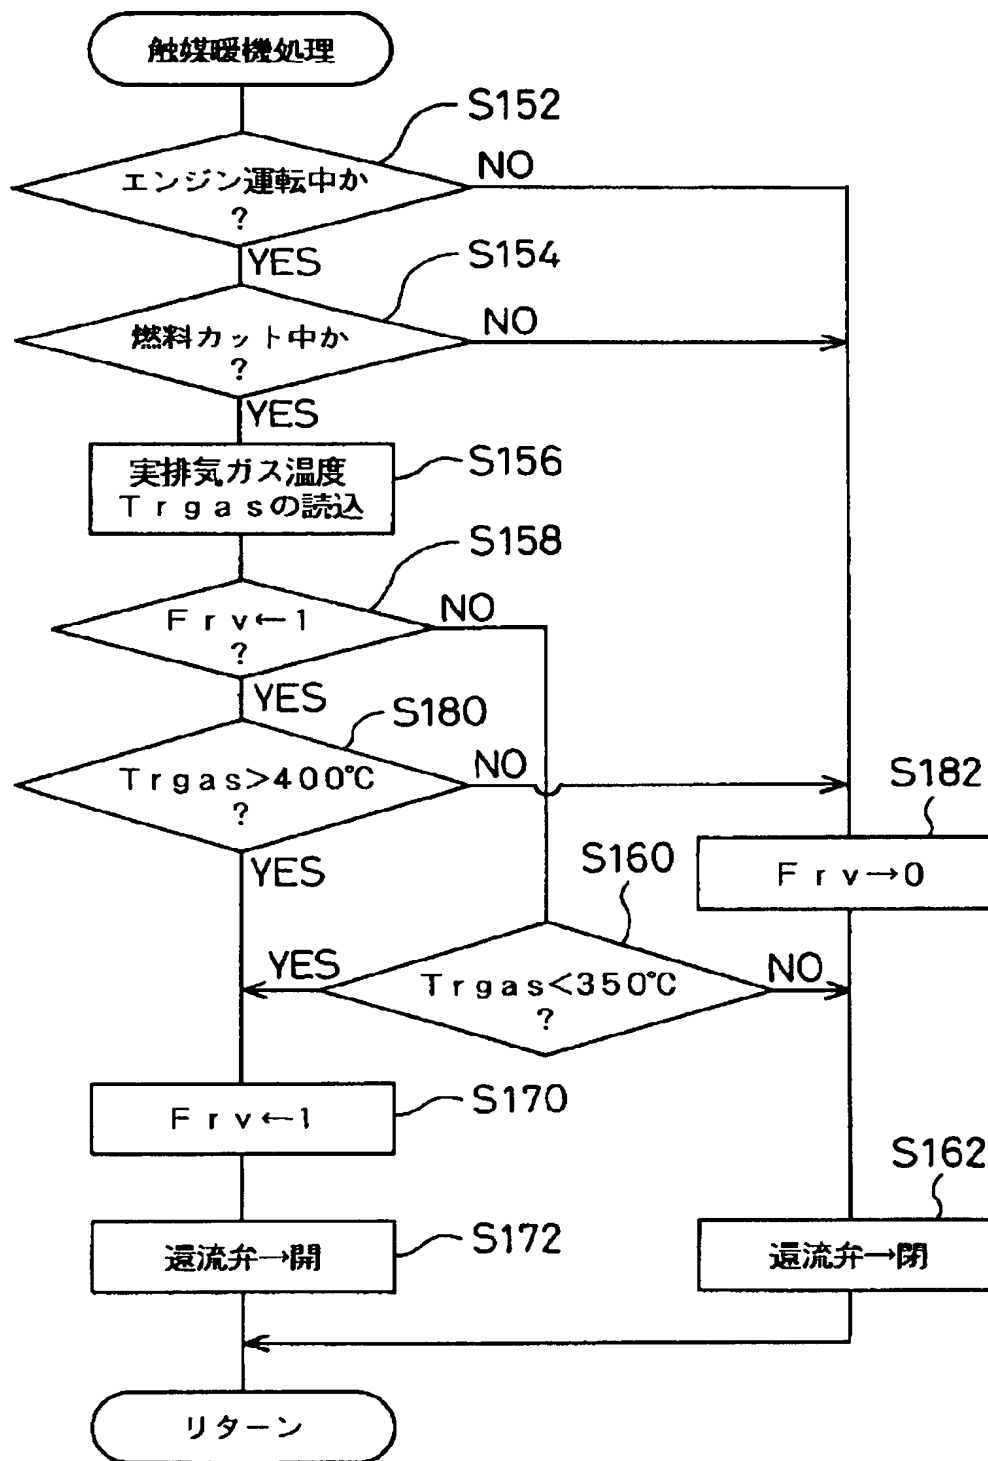 触媒暖機処理
S152
エンジン運転中か
?
NO
YES
S154
燃料カット中か
?
NO
YES
S156
実排気ガス温度
Trgasの読込
S158
Frv←1
?
NO
YES
S180
Trgas>400℃
?
NO
YES
S182
Frv→0
S160
Trgas<350℃
?
YES
NO
S170
Frv←1
S162
還流弁→閉
S172
還流弁→開
リターン